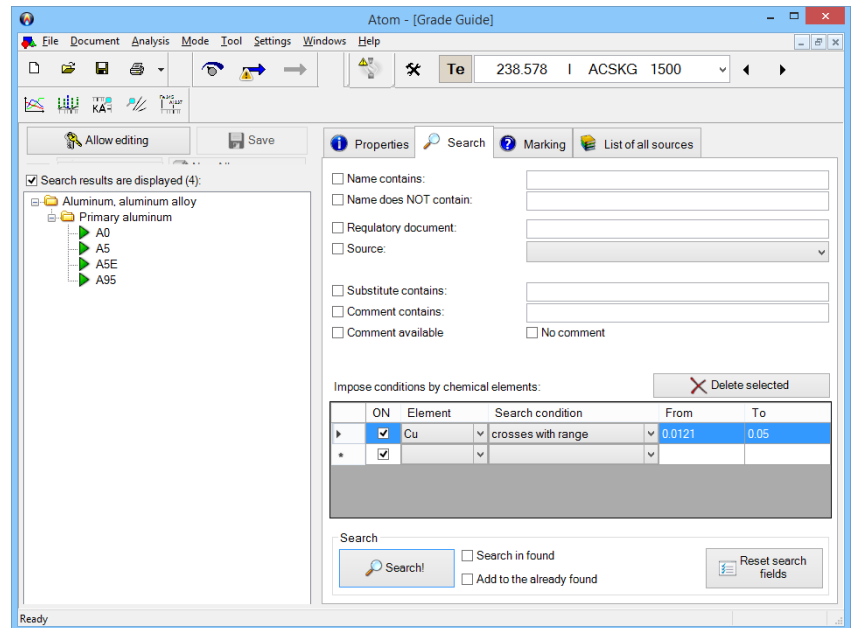 Atom - [Grade Guide]
File Document Analysis Mode Tool Settings Windows Help
Te 238.578 I ACSKG 1500
KA
Allow editing Save
Properties Search Marking List of all sources
Search results are displayed (4):
Aluminum, aluminum alloy
Primary aluminum
A0
A5
A5E
A95
Name contains:
Name does NOT contain:
Regulatory document:
Source:
Substitute contains:
Comment contains:
Comment available No comment
Impose conditions by chemical elements: Delete selected
ON Element Search condition From To
Cu crosses with range 0.0121 0.05
Search
Search! Search in found
Add to the already found
Reset search
fields
Ready